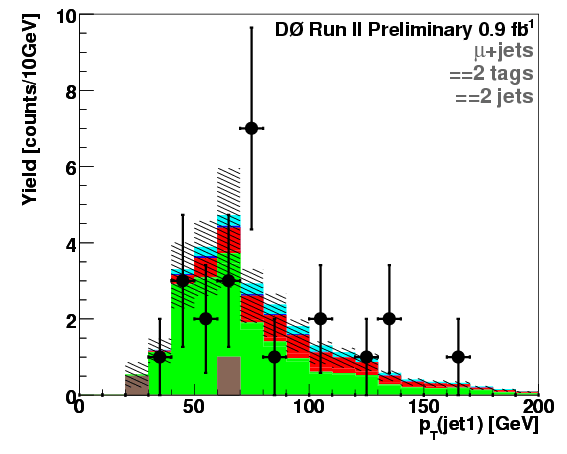 DØ Run II Preliminary 0.9 fb-1
μ+jets
==2 tags
==2 jets
Yield [counts/10GeV]
10
8
6
4
2
0
0 50 100 150 200
pT(jet1) [GeV]